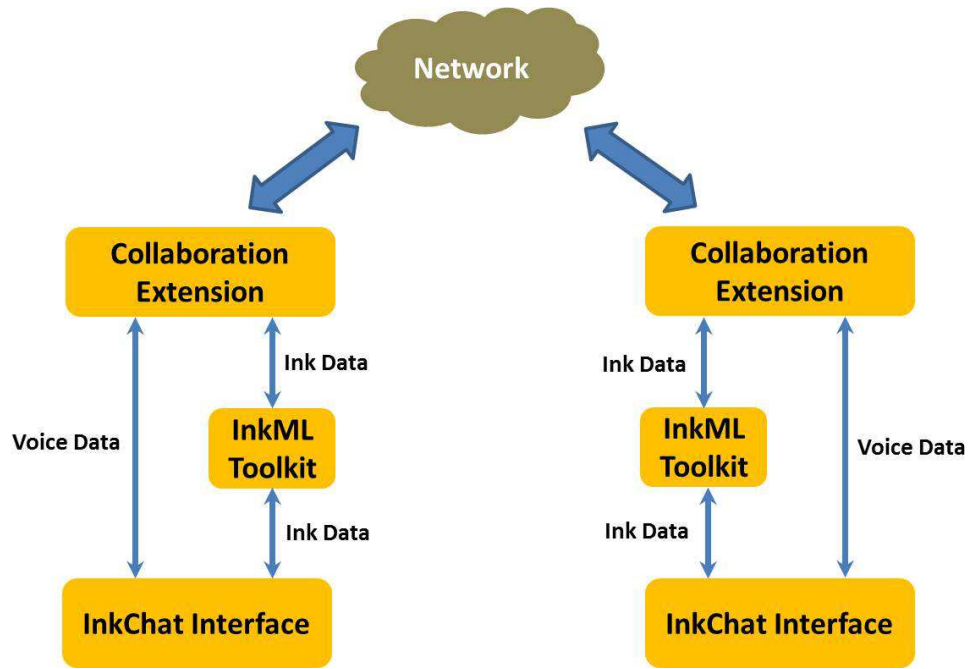 Network
Collaboration
Extension
Collaboration
Extension
Ink Data
Ink Data
InkML
Toolkit
InkML
Toolkit
Voice Data
Voice Data
Ink Data
Ink Data
InkChat Interface
InkChat Interface